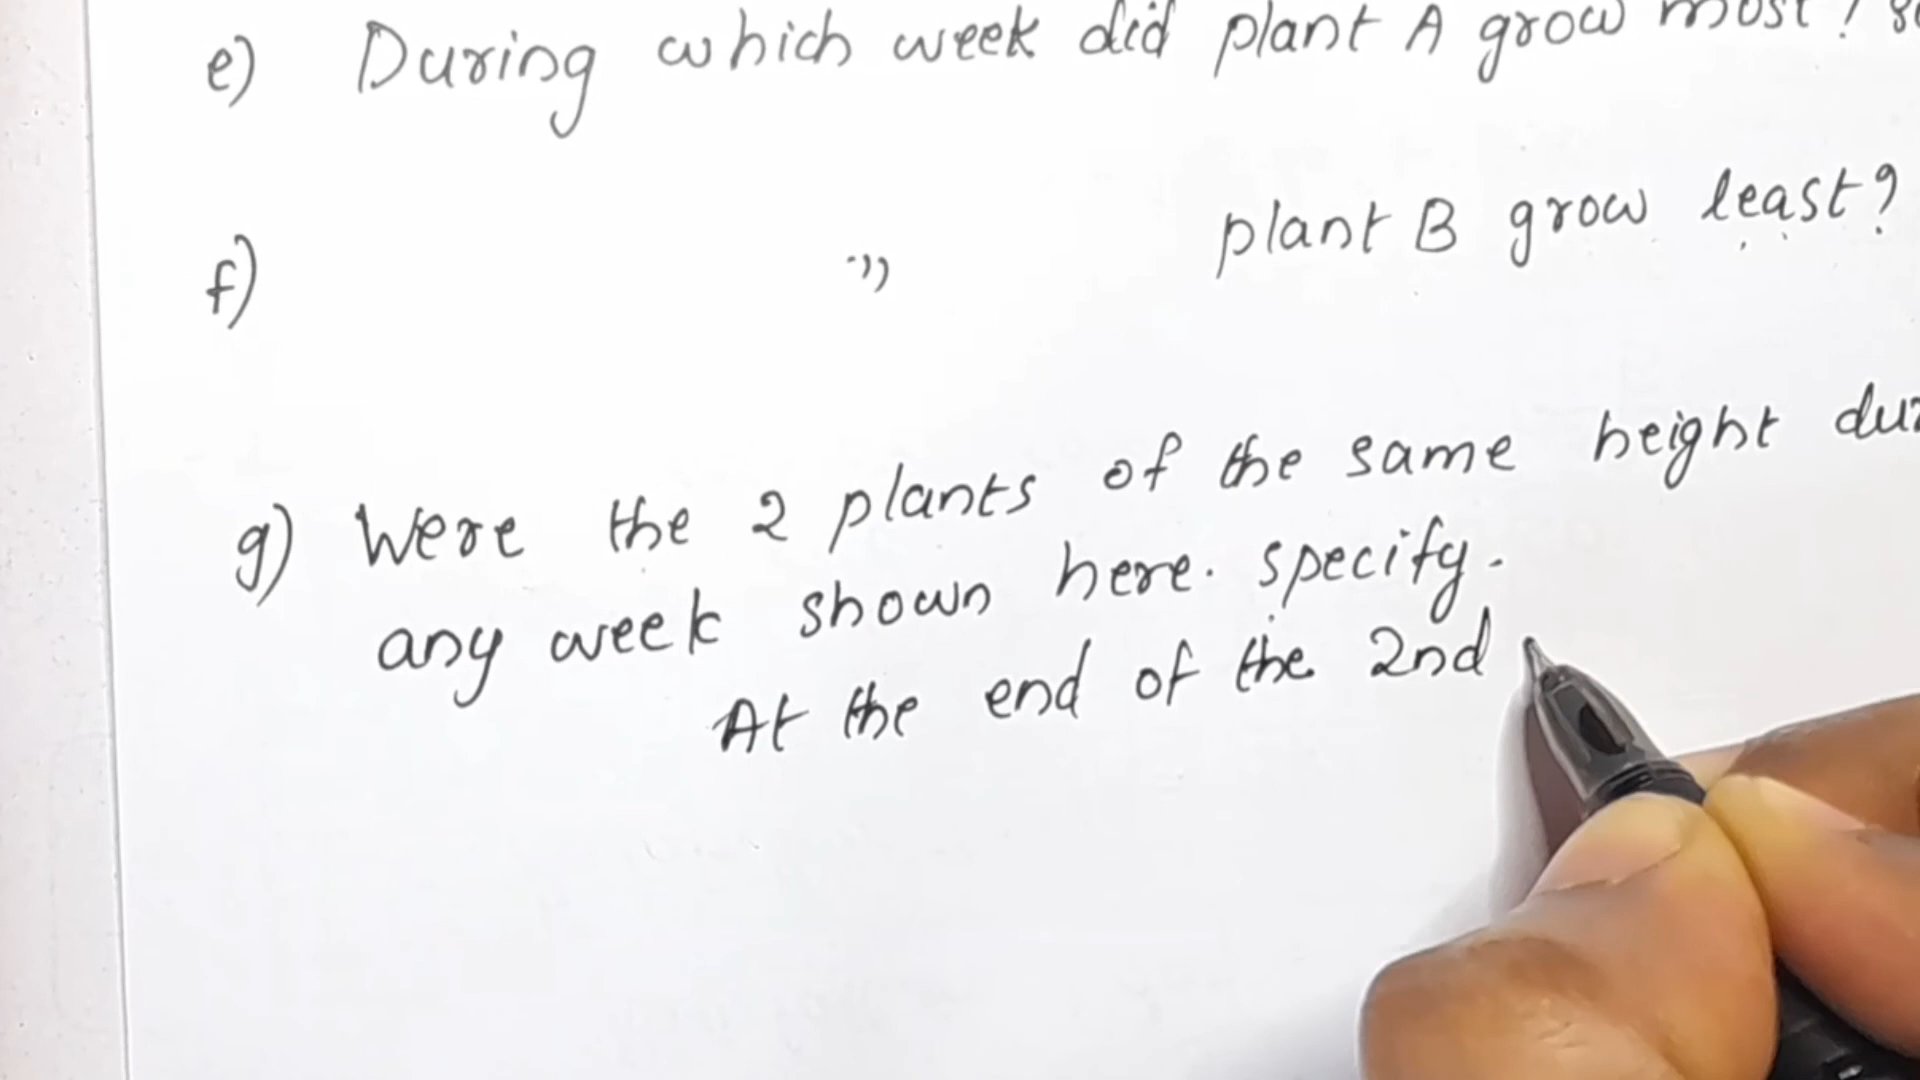 e) During which week did plant A grow most?
f) " plant B grow least?
g) Were the 2 plants of the same height
any week shown here. specify.
At the end of the 2nd